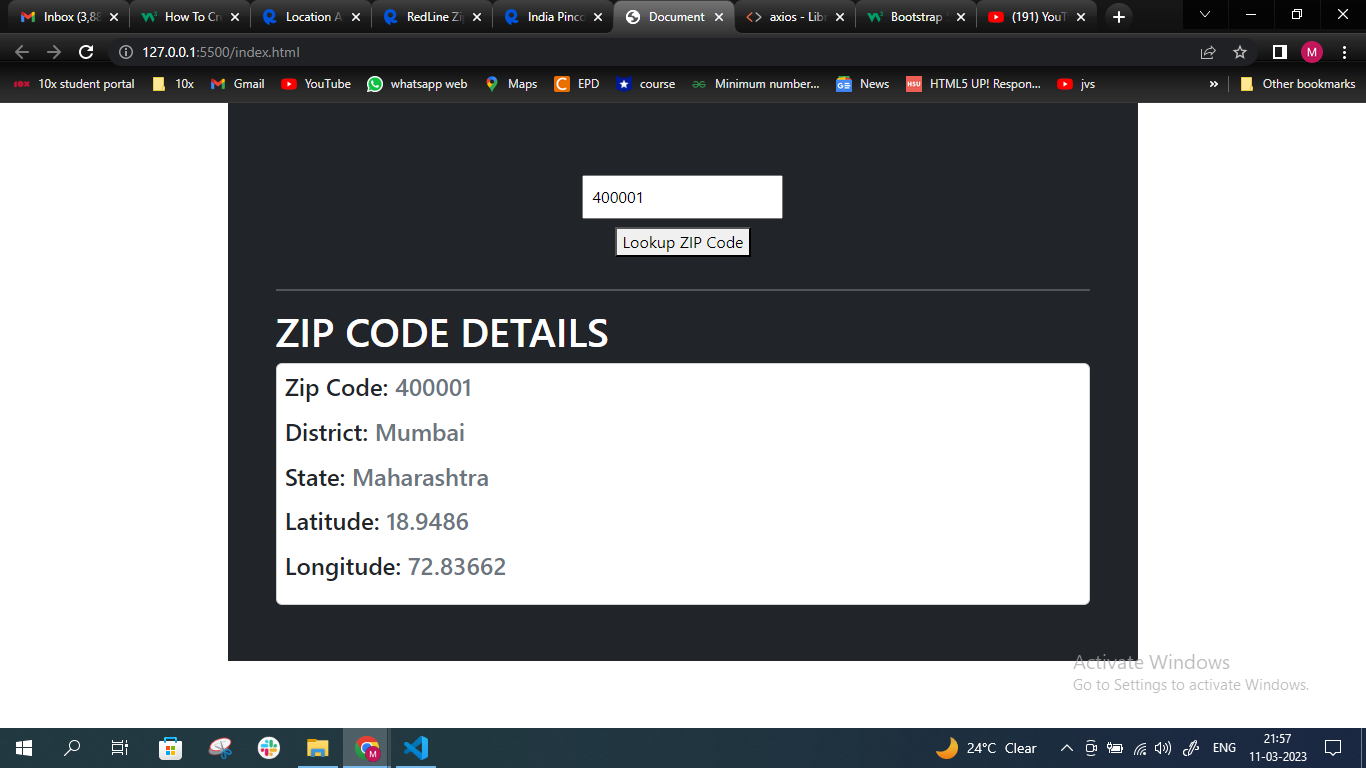 Inbox (3,88 How To Cre Location A RedLine Zi India Pinco Document axios - Libr Bootstrap (191) YouT
127.0.0.1:5500/index.html M
10x student portal 10x Gmail YouTube whatsapp web Maps EPD course Minimum number... News HSU HTML5 UP! Respon... jvs » Other bookmarks
400001
Lookup ZIP Code
ZIP CODE DETAILS
Zip Code: 400001
District: Mumbai
State: Maharashtra
Latitude: 18.9486
Longitude: 72.83662
Activate Windows
Go to Settings to activate Windows.
24°C Clear ENG 21:57
11-03-2023